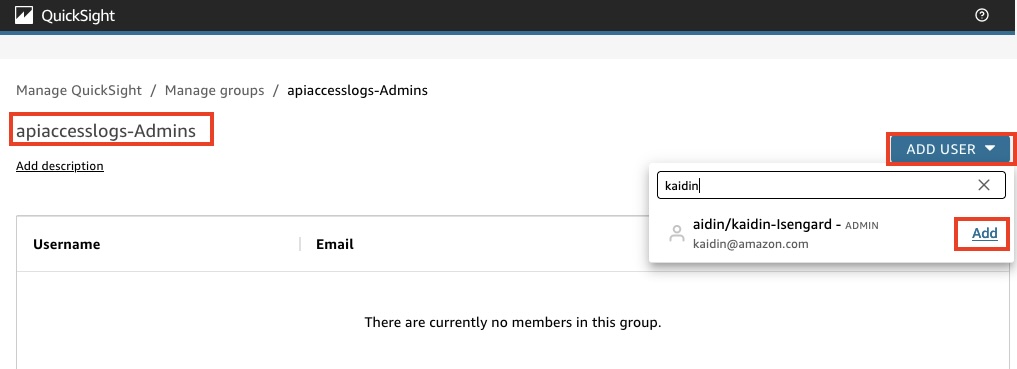 QuickSight
Manage QuickSight / Manage groups / apiaccesslogs-Admins
apiaccesslogs-Admins
ADD USER
Add description
kaidin
aidin/kaidin-Isengard - ADMIN
kaidin@amazon.com
Add
Username
Email
There are currently no members in this group.